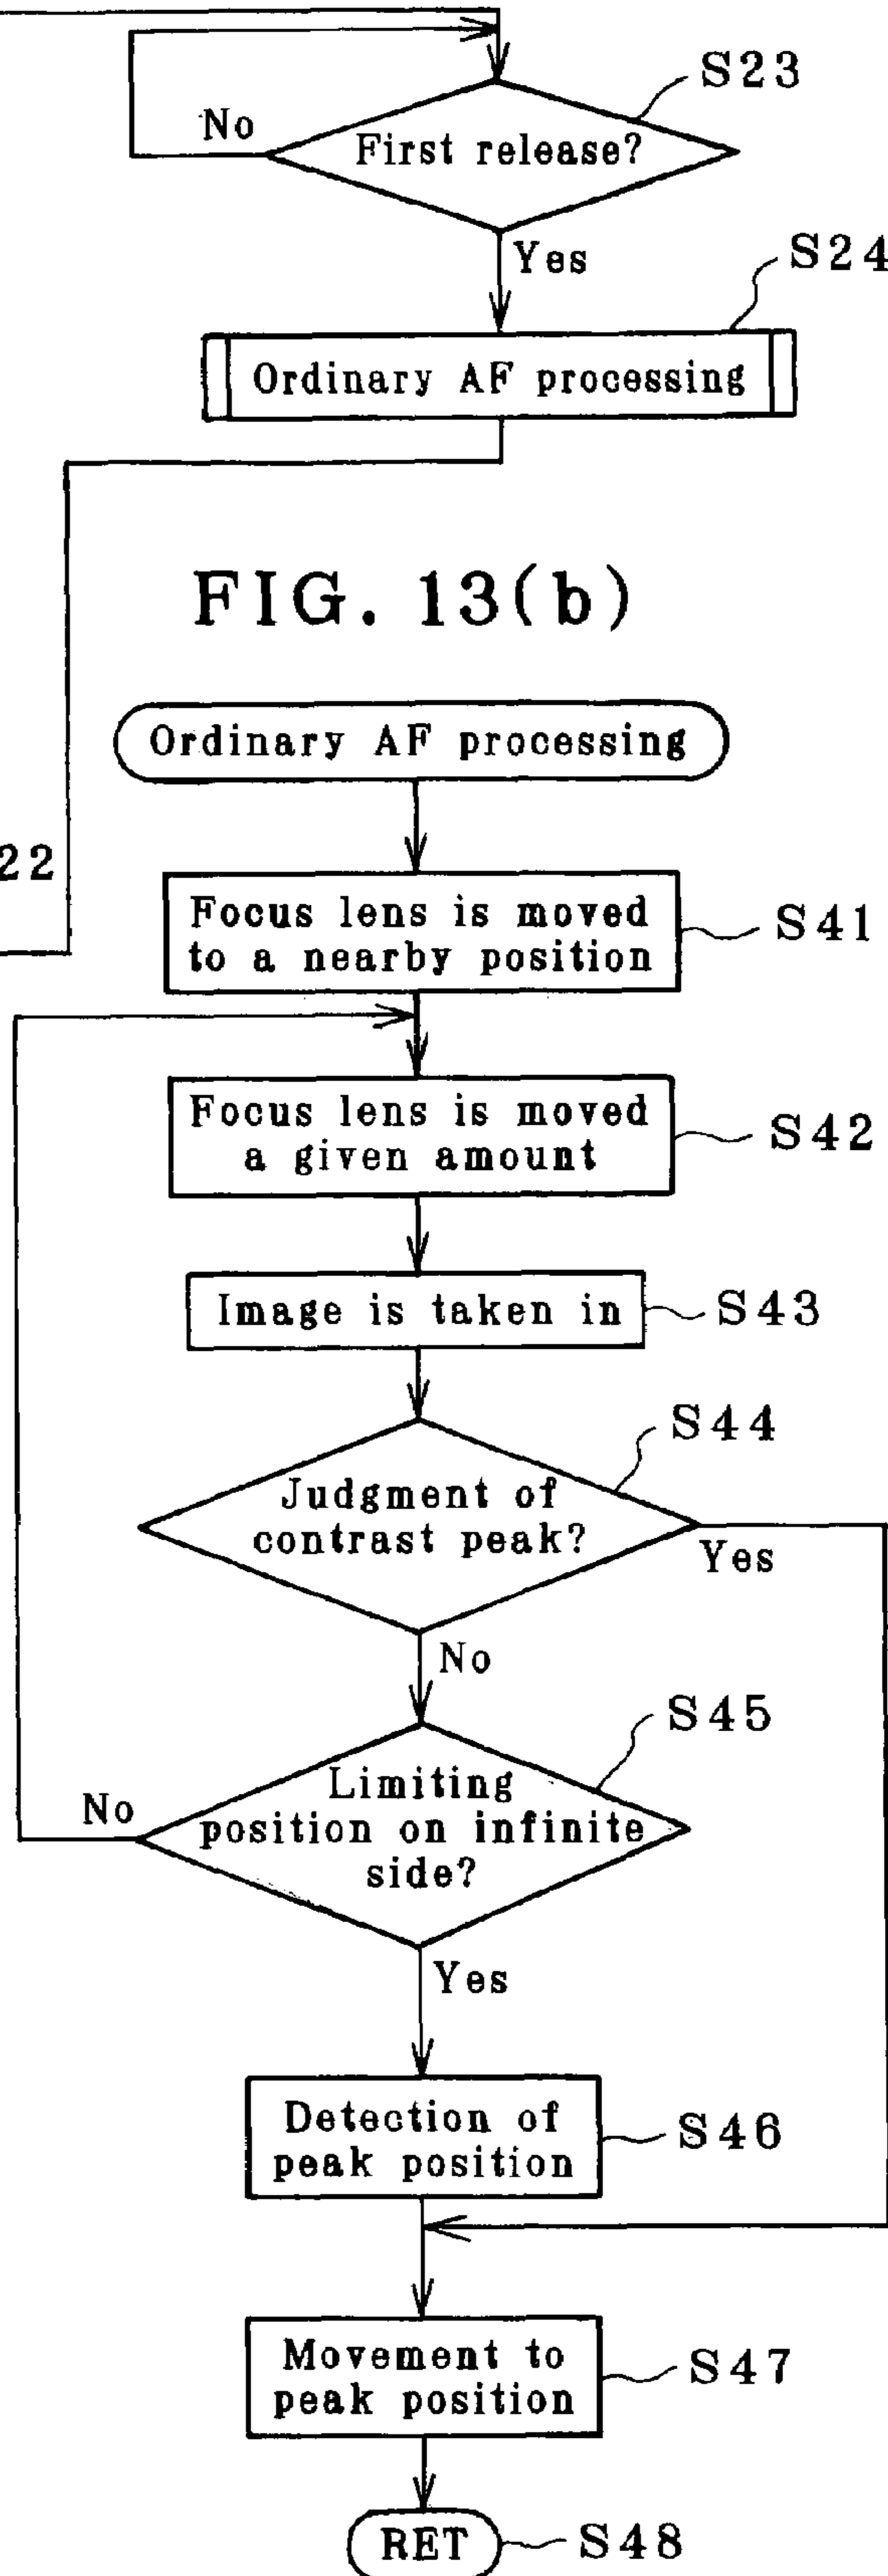 S23
No
First release?
Yes
S24
Ordinary AF processing
FIG. 13(b)
Ordinary AF processing
22
Focus lens is moved
to a nearby position
S41
Focus lens is moved
a given amount
S42
Image is taken in
S43
S44
Judgment of
contrast peak?
Yes
No
S45
Limiting
position on infinite
side?
No
Yes
Detection of
peak position
S46
Movement to
peak position
S47
RET
S48